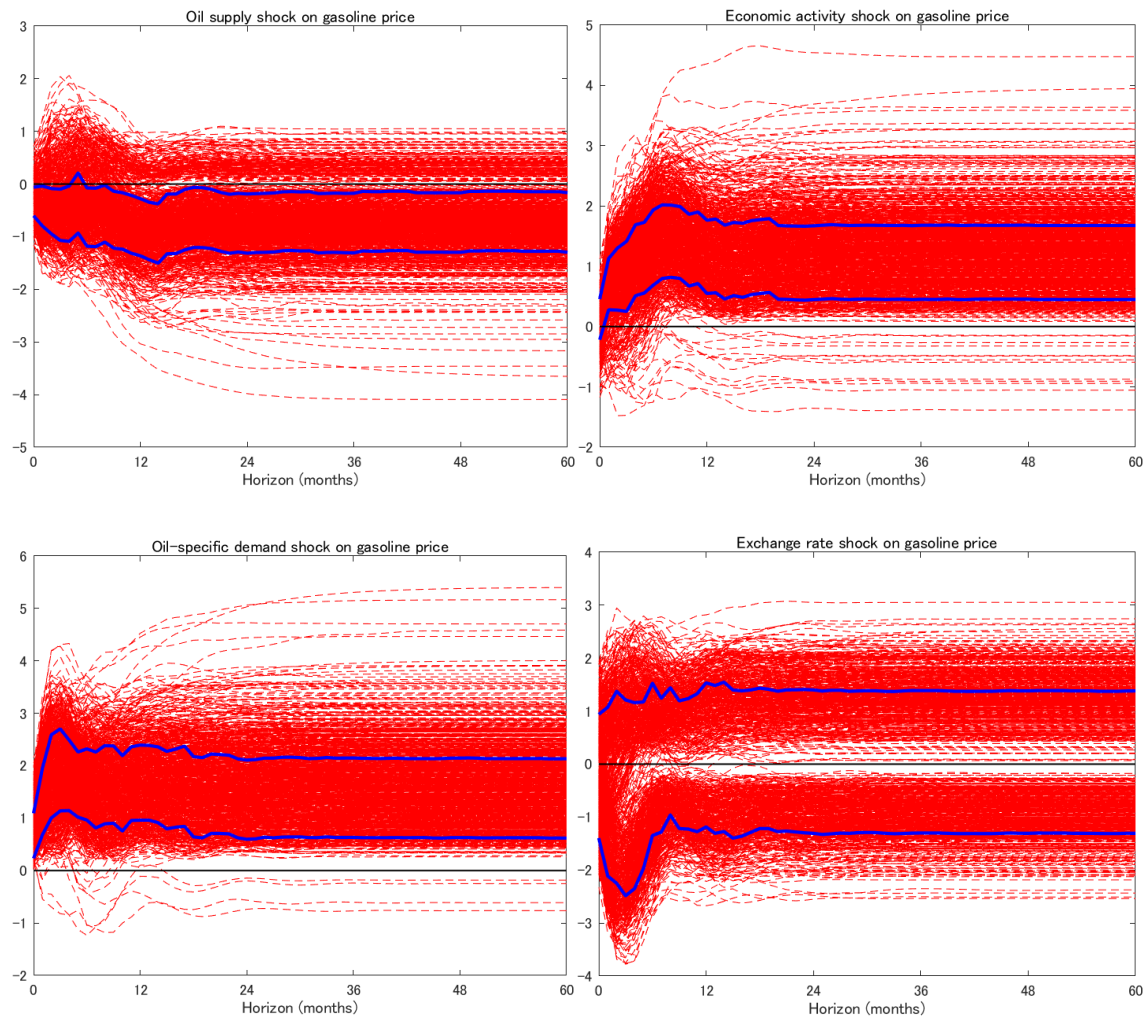 Oil supply shock on gasoline price
3
2
1
0
-1
-2
-3
-4
-5
0 12 24 36 48 60
Horizon (months)
Economic activity shock on gasoline price
5
4
3
2
1
0
-1
-2
0 12 24 36 48 60
Horizon (months)
Oil-specific demand shock on gasoline price
6
5
4
3
2
1
0
-1
-2
0 12 24 36 48 60
Horizon (months)
Exchange rate shock on gasoline price
4
3
2
1
0
-1
-2
-3
-4
0 12 24 36 48 60
Horizon (months)